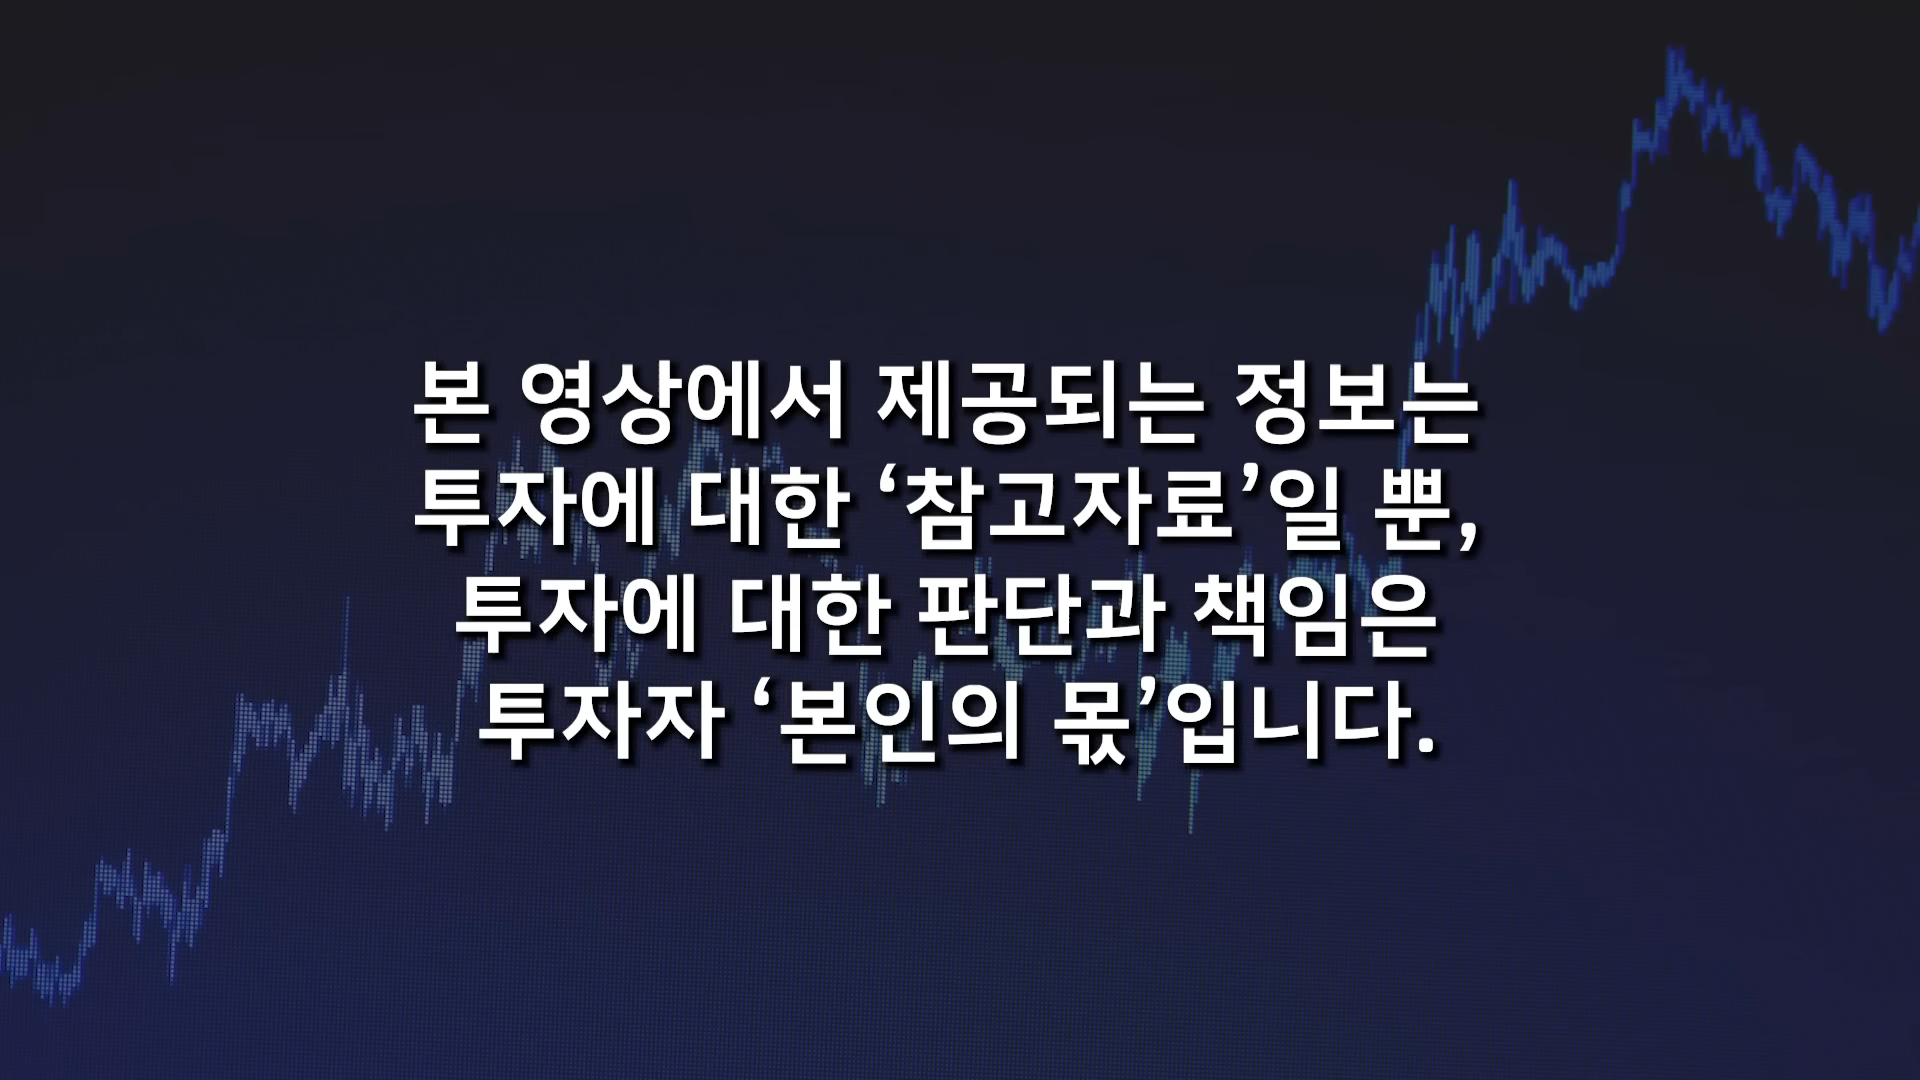 본 영상에서 제공되는 정보는
투자에 대한 ‘참고자료’일 뿐,
투자에 대한 판단과 책임은
투자자 ‘본인의 몫’입니다.